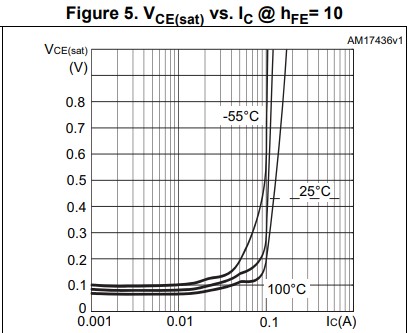 Figure 5. VCE(sat) vs. IC @ hFE= 10
AM17436v1
VCE(sat)
(V)
0.8
0.7
-55°C
0.6
0.5
25°C
0.4
0.3
0.2
0.1
100°C
0
0.001 0.01 0.1 IC(A)